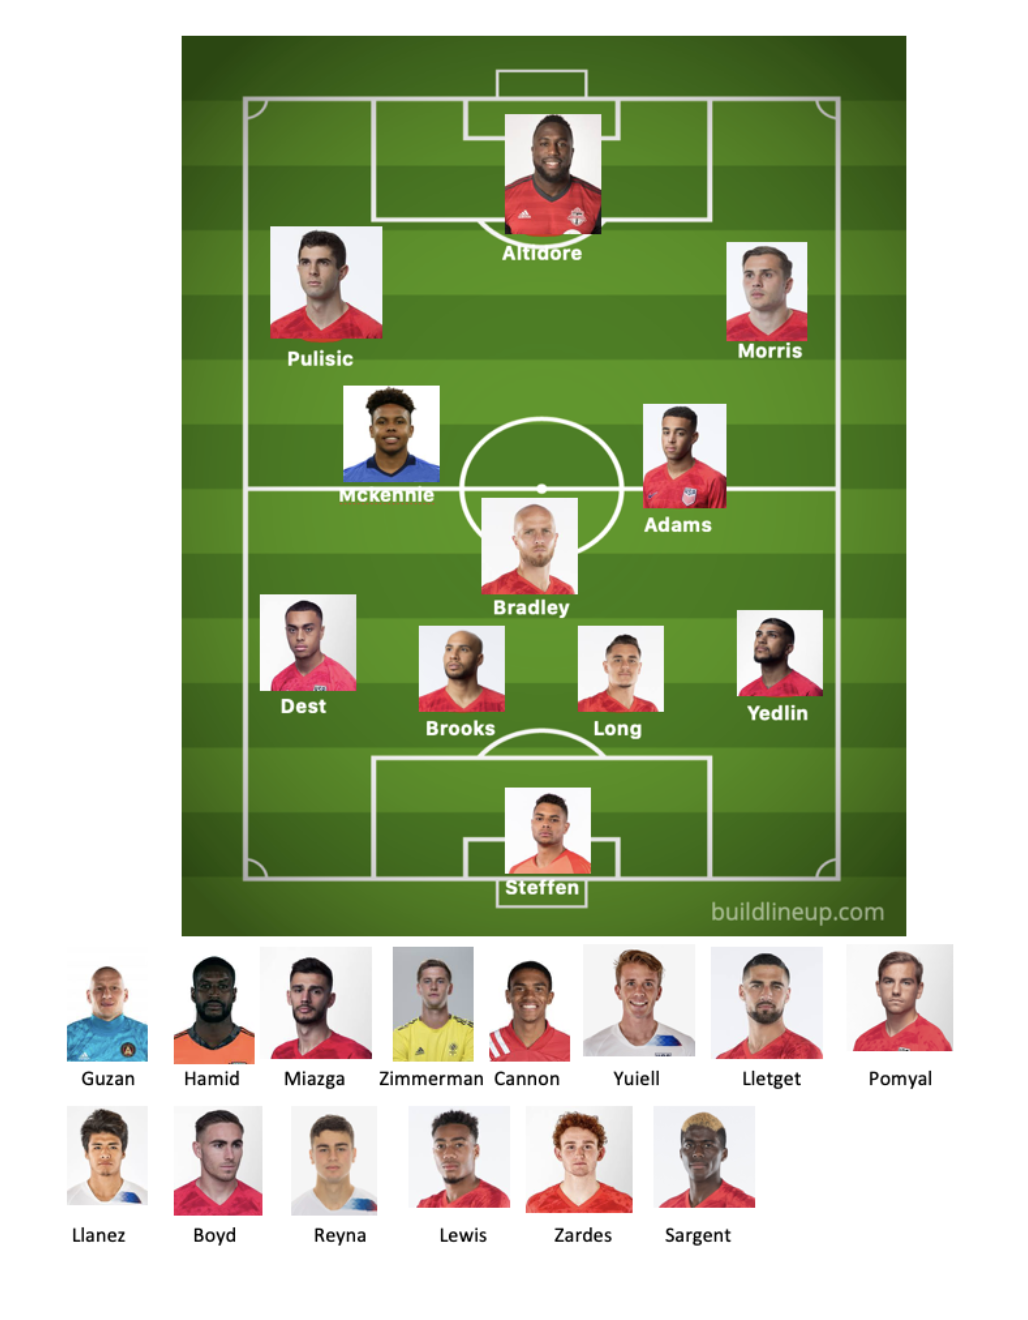 Altidore
Pulisic
Morris
Mckennie
Adams
Bradley
Dest
Brooks
Long
Yedlin
Steffen
buildlineup.com
Guzan Hamid Miazga Zimmerman Cannon Yuiell Lletget Pomyal
Llanez Boyd Reyna Lewis Zardes Sargent